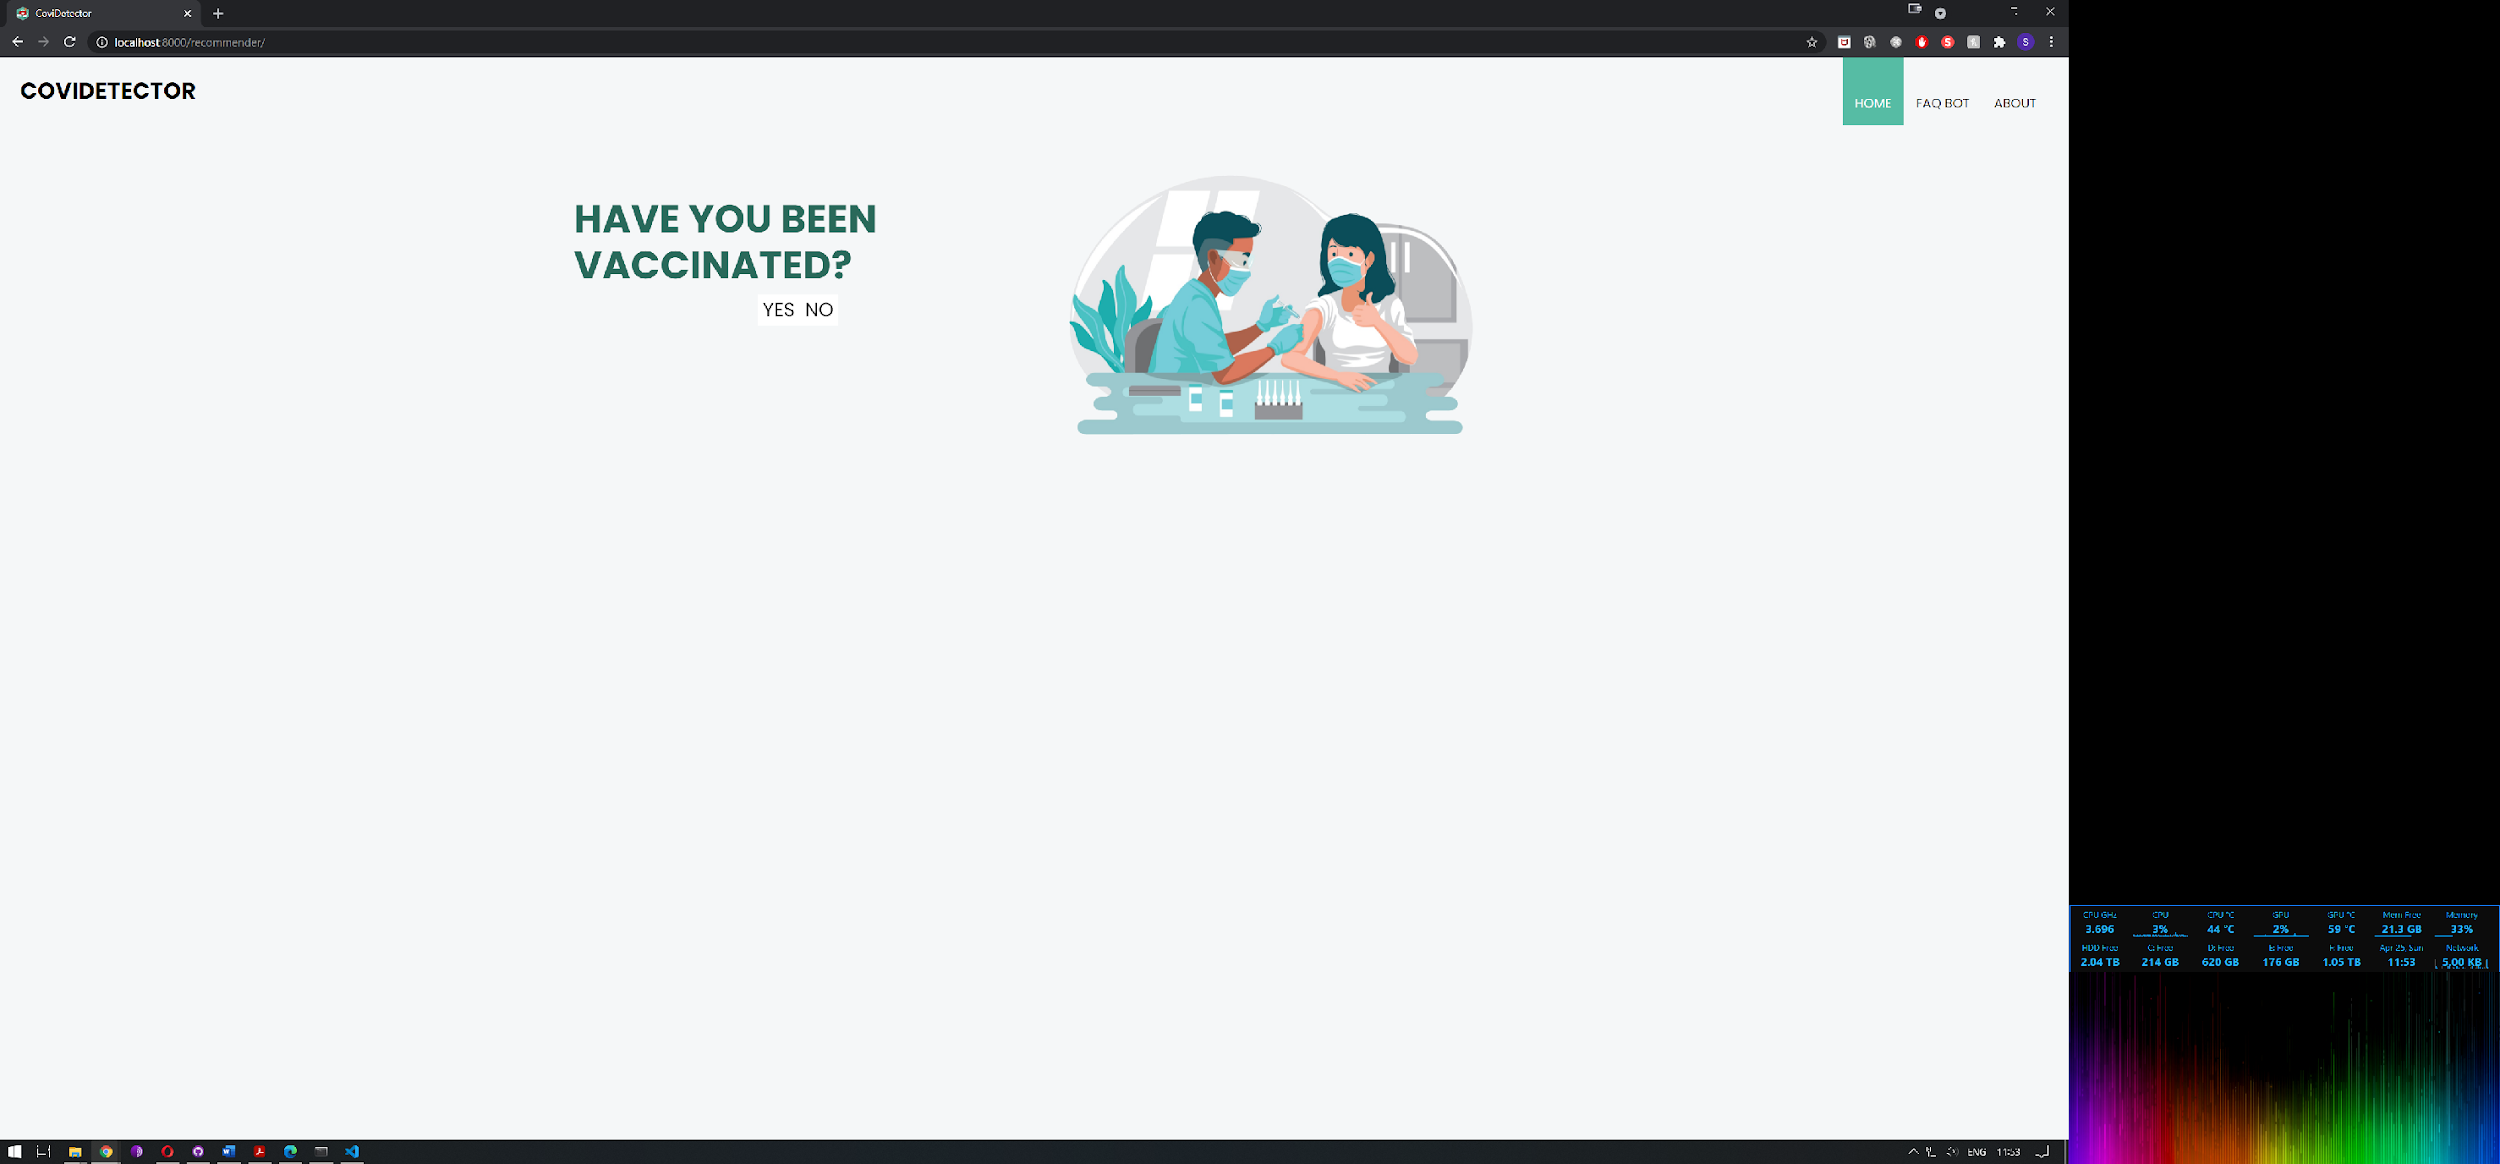 CoviDetector
localhost:8000/recommender/
S
COVIDETECTOR
HOME FAQ BOT ABOUT
HAVE YOU BEEN
VACCINATED?
YES NO
CPU GHz CPU CPU °C GPU GPU °C Mem Free Memory
3.696 3% 44 °C 2% 59 °C 21.3 GB 33%
HDD Free C: Free D: Free E: Free F: Free Apr 25, Sun Network
2.04 TB 214 GB 620 GB 176 GB 1.05 TB 11:53 5.00 KB
ENG 11:53